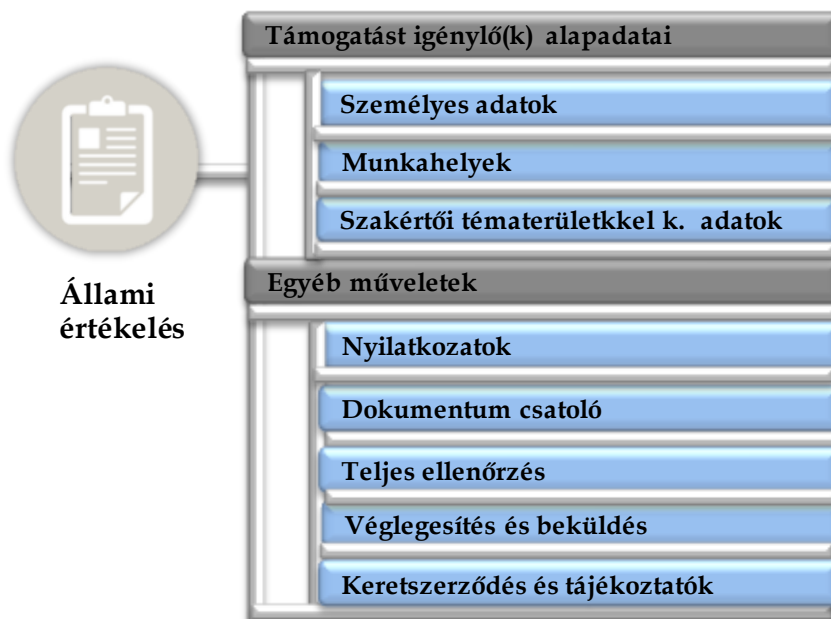 Támogatást igénylő(k) alapadatai
Személyes adatok
Munkahelyek
Szakértői tématerületkkel k. adatok
Állami
értékelés
Egyéb műveletek
Nyilatkozatok
Dokumentum csatoló
Teljes ellenőrzés
Véglegesítés és beküldés
Keretszerződés és tájékoztatók